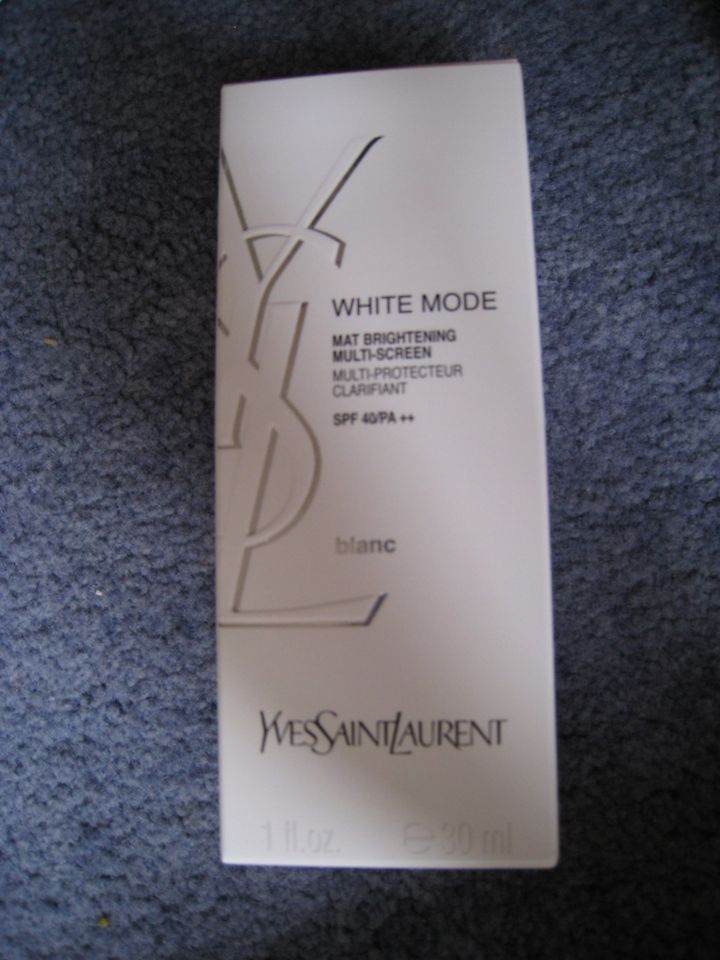 WHITE MODE
MAT BRIGHTENING
MULTI-SCREEN
MULTI-PROTECTEUR
CLARIFIANT
SPF 40/PA ++
blanc
YVESSAINTLAURENT
1 fl.oz. e 30 ml